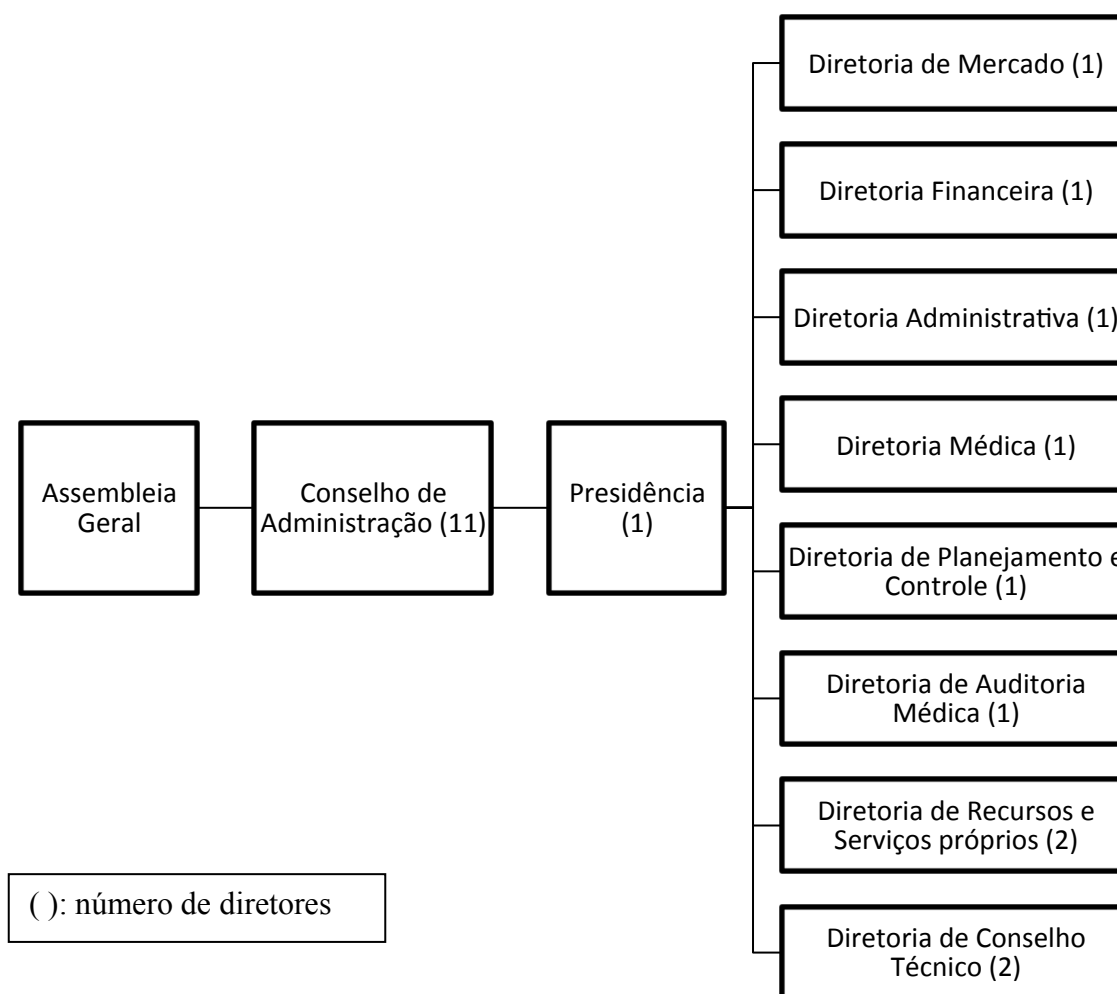 Diretoria de Mercado (1)
Diretoria Financeira (1)
Diretoria Administrativa (1)
Diretoria Médica (1)
Assembleia
Geral
Conselho de
Administração (11)
Presidência
(1)
Diretoria de Planejamento e
Controle (1)
Diretoria de Auditoria
Médica (1)
Diretoria de Recursos e
Serviços próprios (2)
Diretoria de Conselho
Técnico (2)
( ): número de diretores